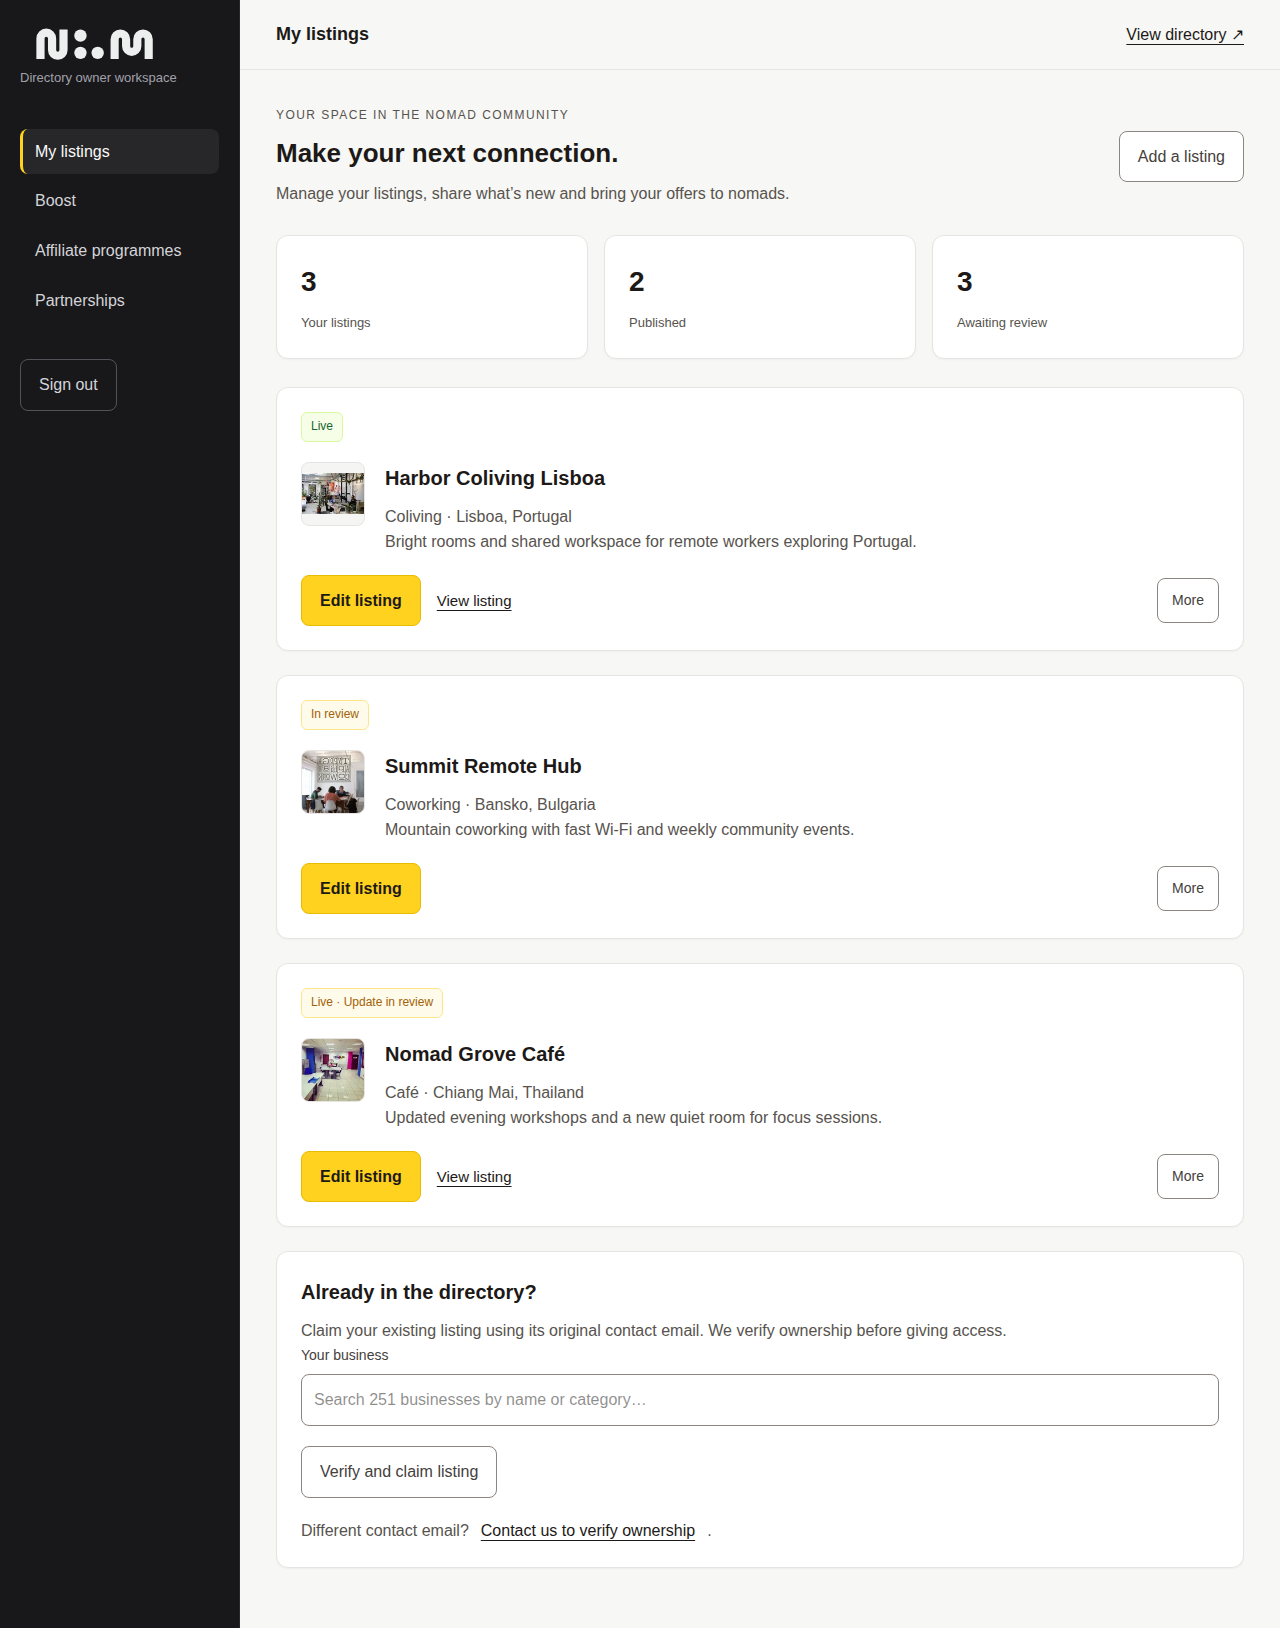 Directory owner workspace
My listings
Boost
Affiliate programmes
Partnerships
Sign out
My listings
View directory ↗
YOUR SPACE IN THE NOMAD COMMUNITY
Make your next connection.
Add a listing
Manage your listings, share what’s new and bring your offers to nomads.
3
Your listings
2
Published
3
Awaiting review
Live
Harbor Coliving Lisboa
Coliving · Lisboa, Portugal
Bright rooms and shared workspace for remote workers exploring Portugal.
Edit listing
View listing
More
In review
Summit Remote Hub
Coworking · Bansko, Bulgaria
Mountain coworking with fast Wi-Fi and weekly community events.
Edit listing
More
Live · Update in review
Nomad Grove Café
Café · Chiang Mai, Thailand
Updated evening workshops and a new quiet room for focus sessions.
Edit listing
View listing
More
Already in the directory?
Claim your existing listing using its original contact email. We verify ownership before giving access.
Your business
Search 251 businesses by name or category…
Verify and claim listing
Different contact email? Contact us to verify ownership .